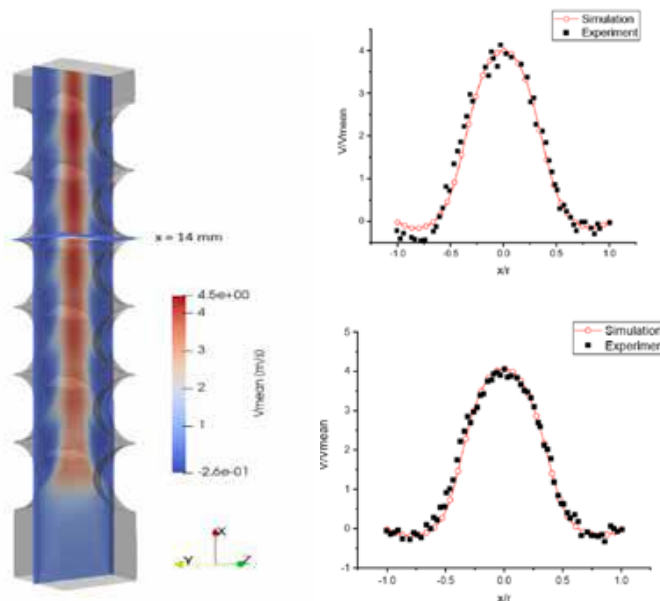 x = 14 mm
4.5e+00
4
3
2
1
-2.6e-01
Vmean (m/s)
X
Y
Z
Simulation
Experiment
4
3
2
1
0
V/Vmean
-1.0
-0.5
0.0
0.5
1.0
x/r
Simulation
Experiment
5
4
3
2
1
0
-1
V/Vmean
-1.0
-0.5
0.0
0.5
1.0
x/r